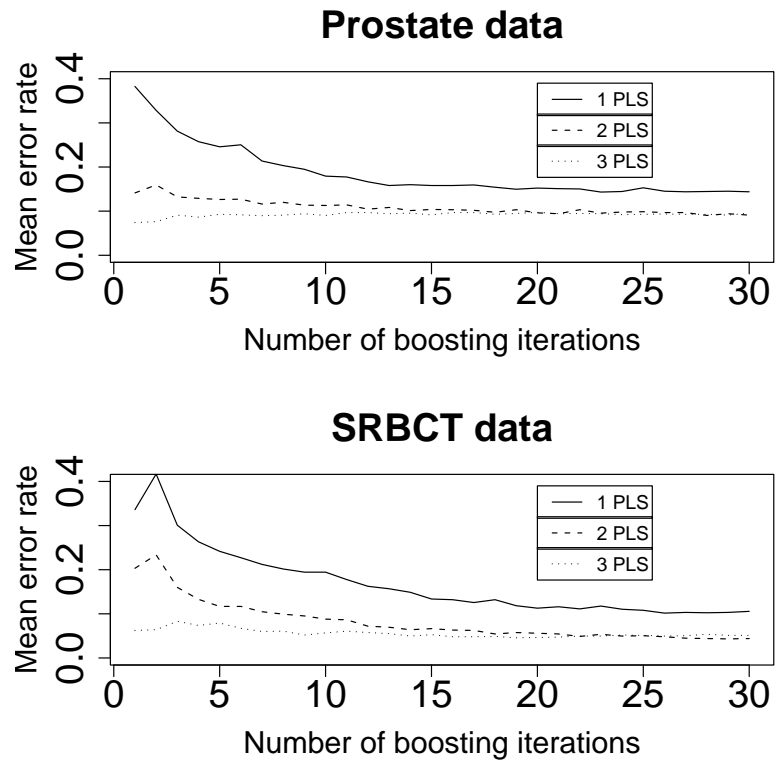 Prostate data
Mean error rate
0.0 0.2 0.4
1 PLS
2 PLS
3 PLS
0 5 10 15 20 25 30
Number of boosting iterations
SRBCT data
Mean error rate
0.0 0.2 0.4
1 PLS
2 PLS
3 PLS
0 5 10 15 20 25 30
Number of boosting iterations